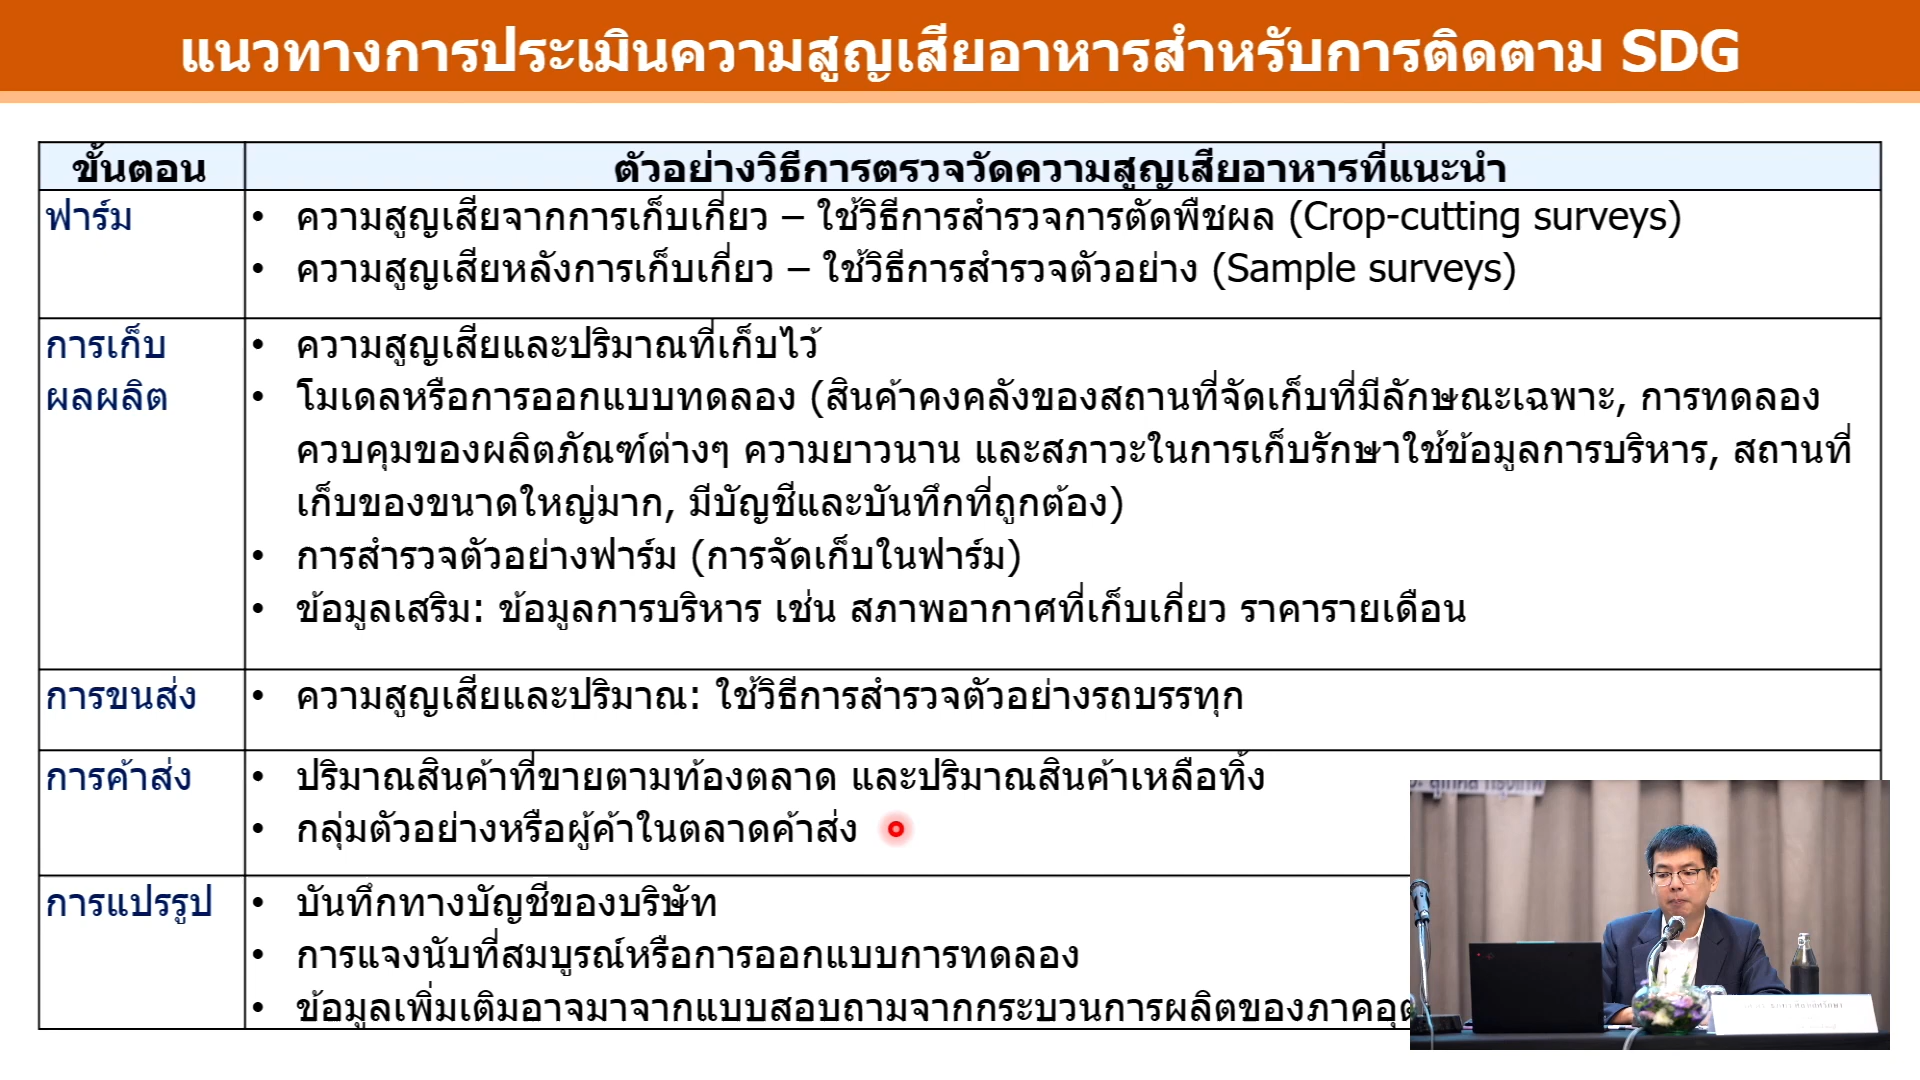 แนวทางการประเมินความสูญเสียอาหารสำหรับการติดตาม SDG
ขั้นตอน
ตัวอย่างวิธีการตรวจวัดความสูญเสียอาหารที่แนะนำ
ฟาร์ม
• ความสูญเสียจากการเก็บเกี่ยว – ใช้วิธีการสำรวจการตัดพืชผล (Crop-cutting surveys)
• ความสูญเสียหลังการเก็บเกี่ยว – ใช้วิธีการสำรวจตัวอย่าง (Sample surveys)
การเก็บ
ผลผลิต
• ความสูญเสียและปริมาณที่เก็บไว้
• โมเดลหรือการออกแบบทดลอง (สินค้าคงคลังของสถานที่จัดเก็บที่มีลักษณะเฉพาะ, การทดลอง
ควบคุมของผลิตภัณฑ์ต่างๆ ความยาวนาน และสภาวะในการเก็บรักษาใช้ข้อมูลการบริหาร, สถานที่
เก็บของขนาดใหญ่มาก, มีบัญชีและบันทึกที่ถูกต้อง)
• การสำรวจตัวอย่างฟาร์ม (การจัดเก็บในฟาร์ม)
• ข้อมูลเสริม: ข้อมูลการบริหาร เช่น สภาพอากาศที่เก็บเกี่ยว ราคารายเดือน
การขนส่ง
• ความสูญเสียและปริมาณ: ใช้วิธีการสำรวจตัวอย่างรถบรรทุก
การค้าส่ง
• ปริมาณสินค้าที่ขายตามท้องตลาด และปริมาณสินค้าเหลือทิ้ง
• กลุ่มตัวอย่างหรือผู้ค้าในตลาดค้าส่ง
การแปรรูป
• บันทึกทางบัญชีของบริษัท
• การแจงนับที่สมบูรณ์หรือการออกแบบการทดลอง
• ข้อมูลเพิ่มเติมอาจมาจากแบบสอบถามจากกระบวนการผลิตของภาคอุต